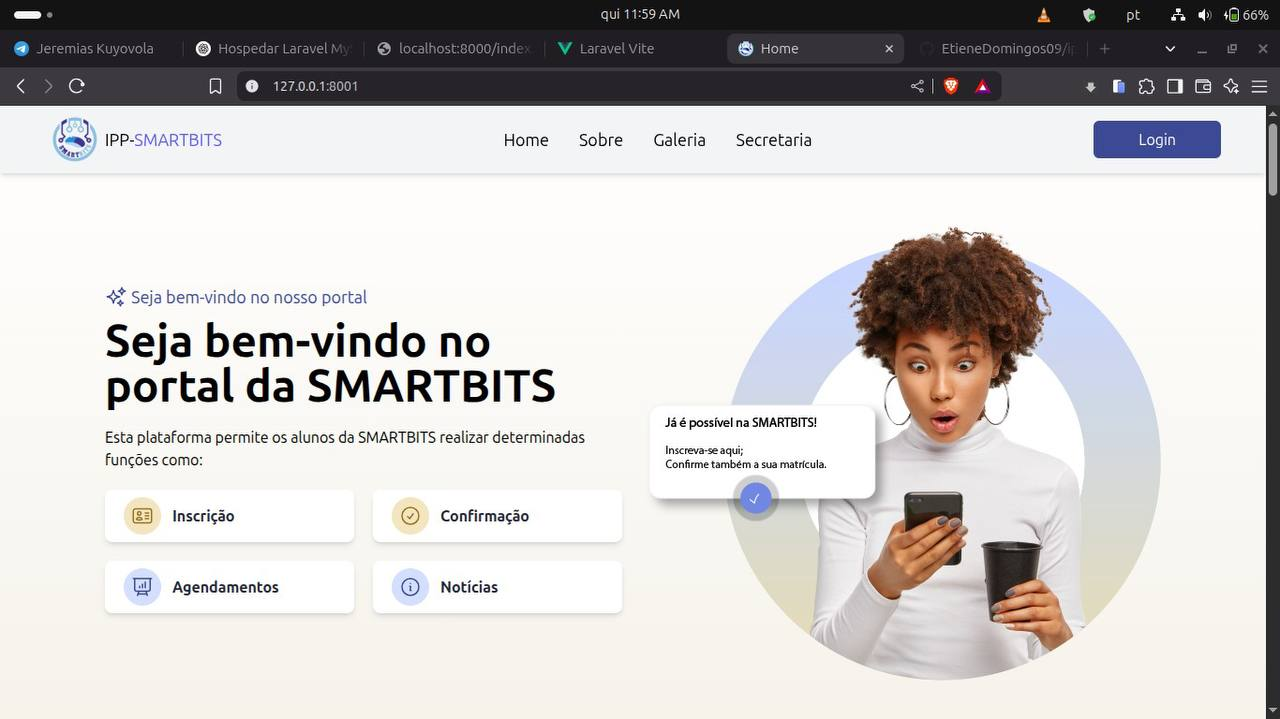 qui 11:59 AM
pt
66%
Jeremias Kuyovola
Hospedar Laravel My
localhost:8000/index
Laravel Vite
Home
EtieneDomingos09/i
127.0.0.1:8001
IPP-SMARTBITS
Home
Sobre
Galeria
Secretaria
Login
Seja bem-vindo no nosso portal
Seja bem-vindo no
portal da SMARTBITS
Esta plataforma permite os alunos da SMARTBITS realizar determinadas
funções como:
Inscrição
Confirmação
Agendamentos
Notícias
Já é possível na SMARTBITS!
Inscreva-se aqui;
Confirme também a sua matrícula.